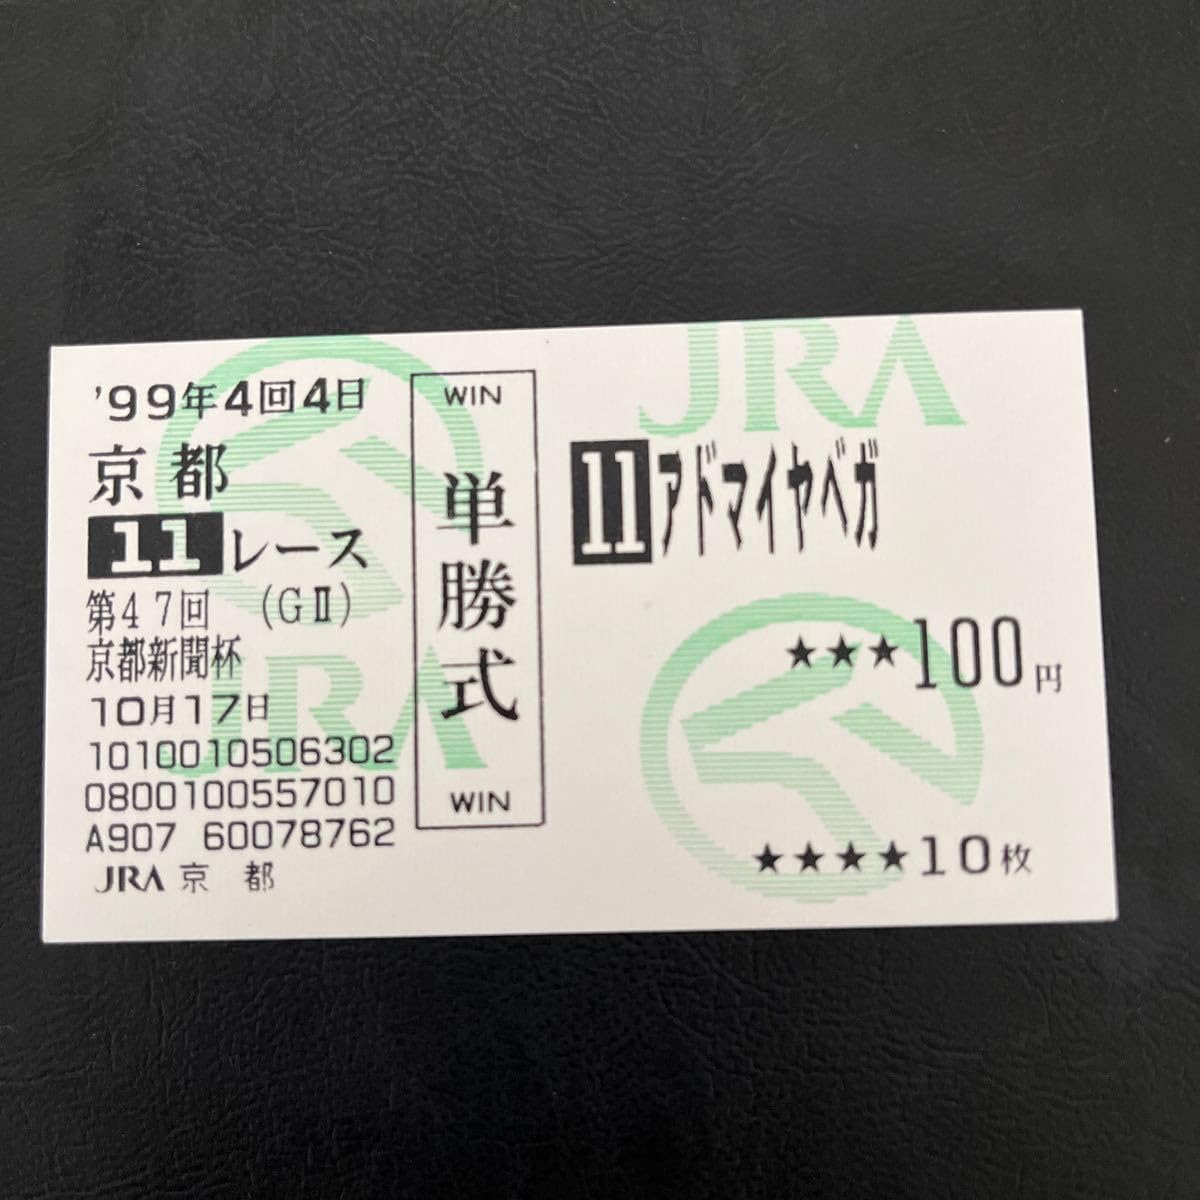 '99年4回4日
京都
11レース
第47回 (GⅡ)
京都新聞杯
10月17日
1010010506302
0800100557010
A907 60078762
JRA 京 都
WIN
単勝式
WIN
JRA
11アドマイヤベガ
★★★100円
★★★★10枚
JRA